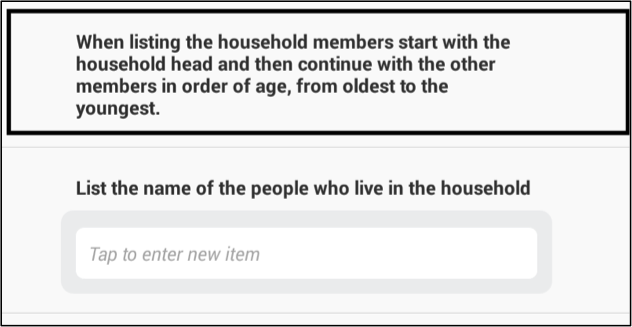 When listing the household members start with the
household head and then continue with the other
members in order of age, from oldest to the
youngest.
List the name of the people who live in the household
Tap to enter new item